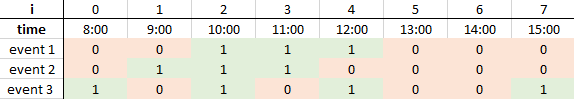 i 0 1 2 3 4 5 6 7
time 8:00 9:00 10:00 11:00 12:00 13:00 14:00 15:00
event 1 0 0 1 1 1 0 0 0
event 2 0 1 1 1 0 0 0 0
event 3 1 0 1 0 1 0 0 1